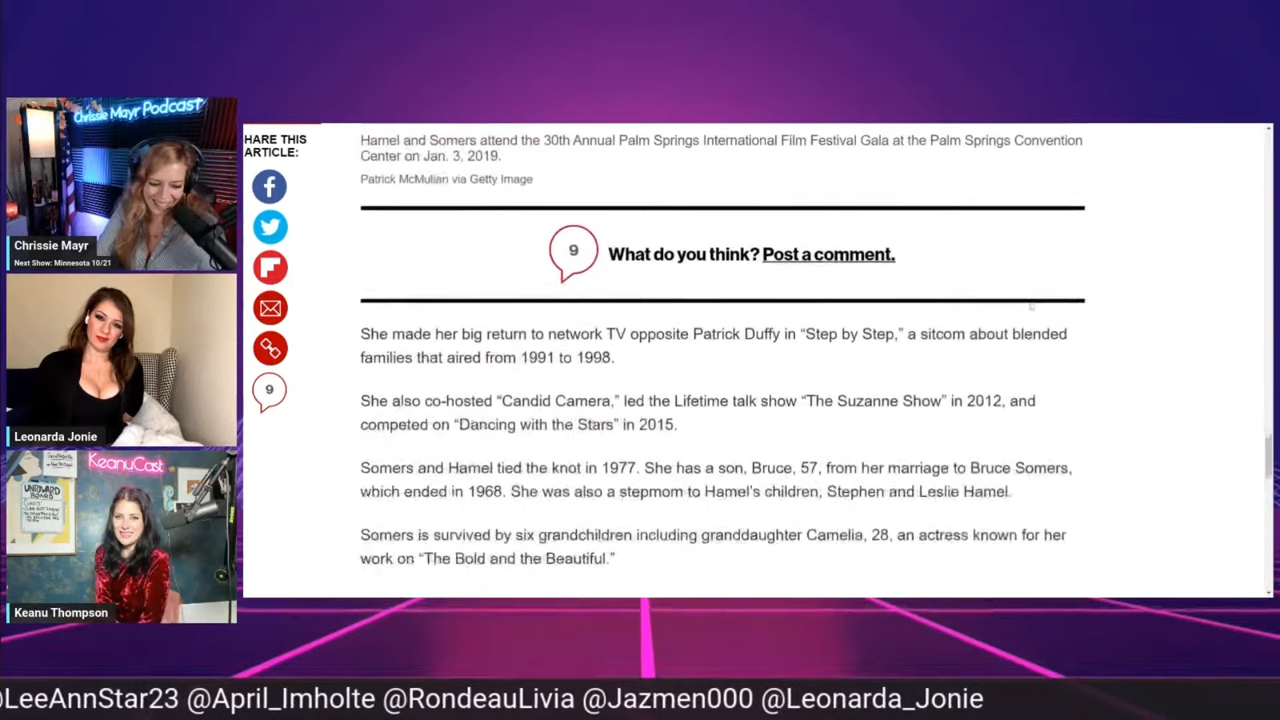 Chrissie Mayr Podcast
Chrissie Mayr
Next Show: Minnesota 10/21
Leonarda Jonie
KeanuCast
UNTOWARD
BOARD
Keanu Thompson
HARE THIS
ARTICLE:
9
Hamel and Somers attend the 30th Annual Palm Springs International Film Festival Gala at the Palm Springs Convention
Center on Jan. 3, 2019.
Patrick McMullan via Getty Image
9
What do you think? Post a comment.
She made her big return to network TV opposite Patrick Duffy in “Step by Step,” a sitcom about blended
families that aired from 1991 to 1998.
She also co-hosted “Candid Camera,” led the Lifetime talk show “The Suzanne Show” in 2012, and
competed on “Dancing with the Stars” in 2015.
Somers and Hamel tied the knot in 1977. She has a son, Bruce, 57, from her marriage to Bruce Somers,
which ended in 1968. She was also a stepmom to Hamel’s children, Stephen and Leslie Hamel.
Somers is survived by six grandchildren including granddaughter Camelia, 28, an actress known for her
work on “The Bold and the Beautiful.”
@LeeAnnStar23 @April_Imholte @RondeauLivia @Jazmen000 @Leonarda_Jonie